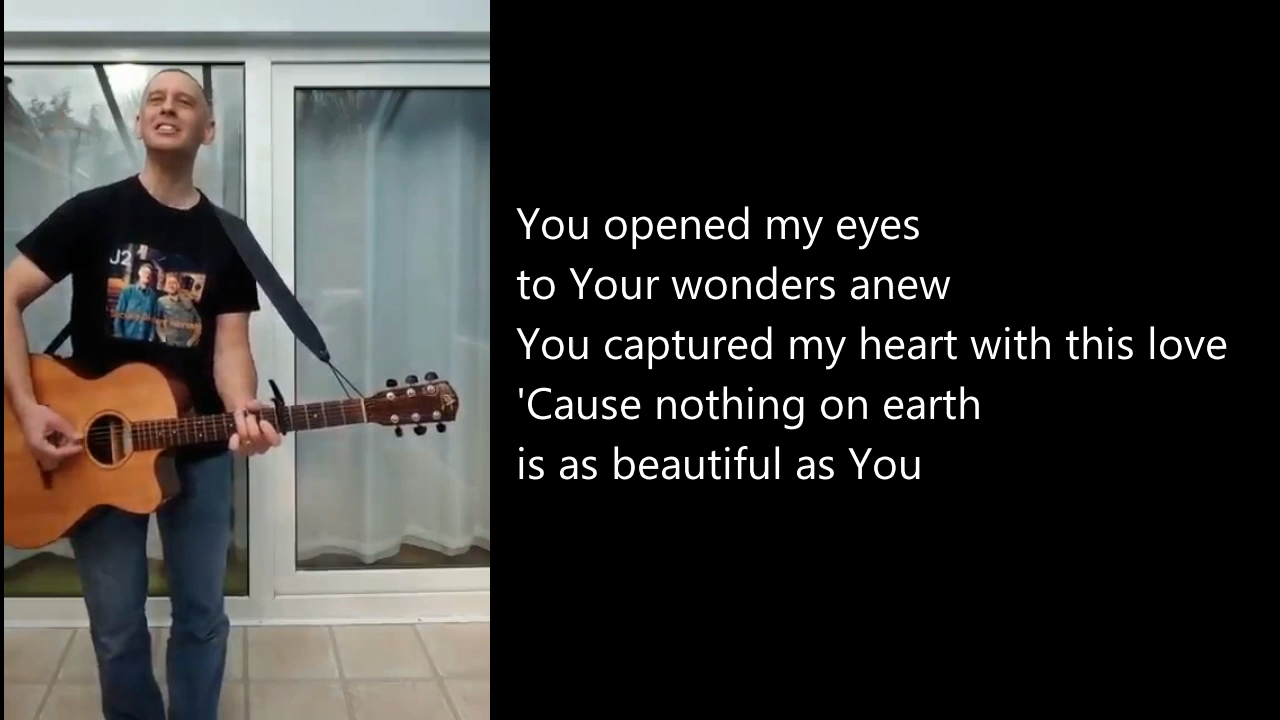 J2
You opened my eyes
to Your wonders anew
You captured my heart with this love
'Cause nothing on earth
is as beautiful as You